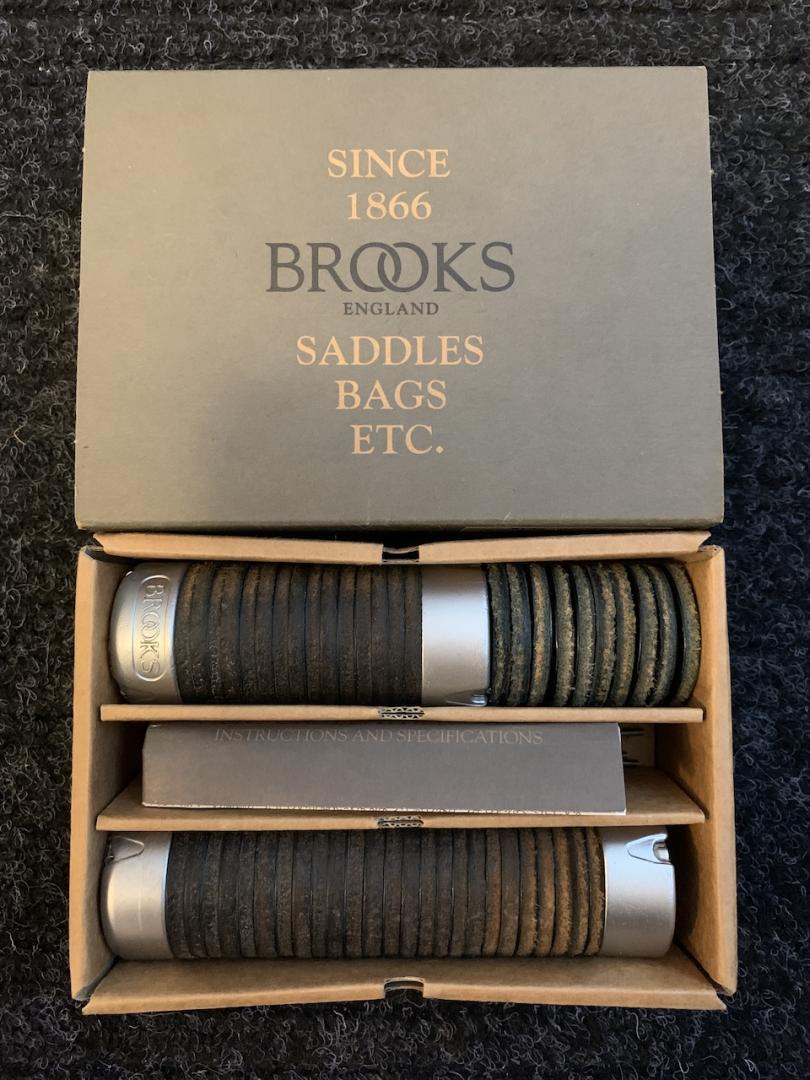 SINCE
1866
BROOKS
ENGLAND
SADDLES
BAGS
ETC.
BROOKS
INSTRUCTIONS AND SPECIFICATIONS